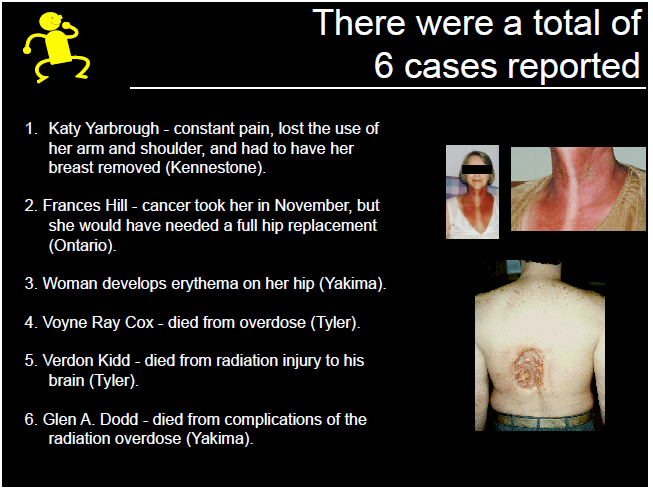 There were a total of
6 cases reported
1. Katy Yarbrough - constant pain, lost the use of
her arm and shoulder, and had to have her
breast removed (Kennestone).
2. Frances Hill - cancer took her in November, but
she would have needed a full hip replacement
(Ontario).
3. Woman develops erythema on her hip (Yakima).
4. Voyne Ray Cox - died from overdose (Tyler).
5. Verdon Kidd - died from radiation injury to his
brain (Tyler).
6. Glen A. Dodd - died from complications of the
radiation overdose (Yakima).